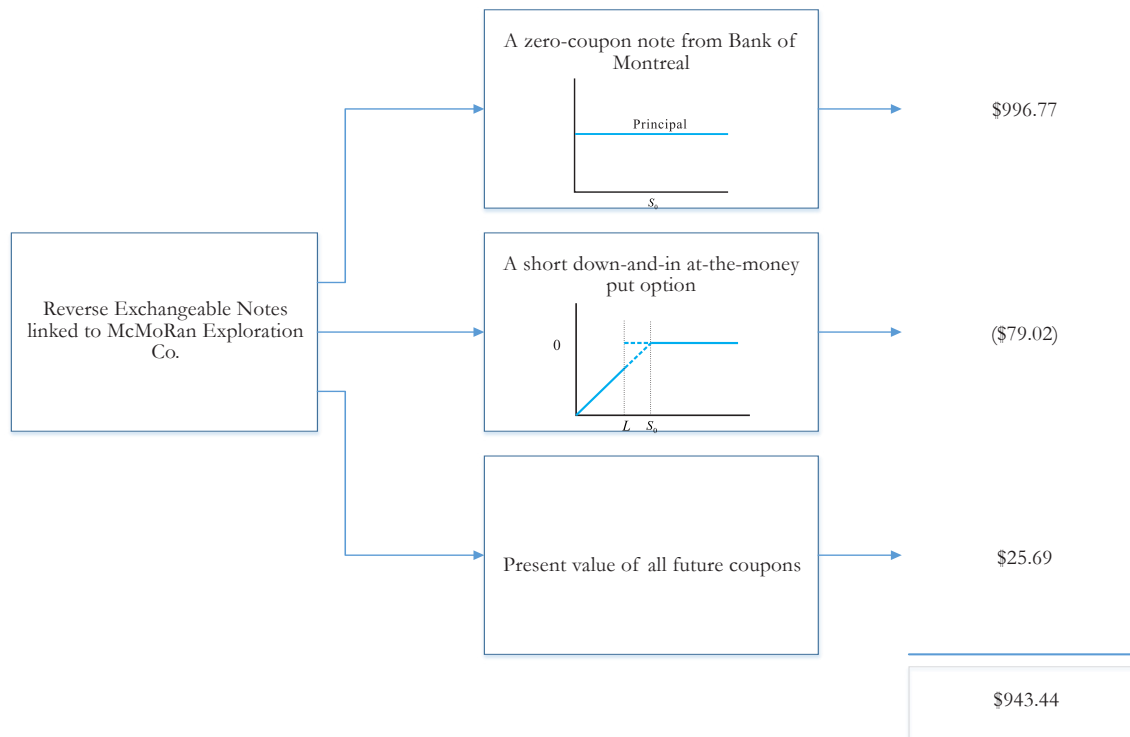 A zero-coupon note from Bank of
Montreal
Principal
S₀
$996.77
Reverse Exchangeable Notes
linked to McMoRan Exploration
Co.
A short down-and-in at-the-money
put option
0
L S₀
($79.02)
Present value of all future coupons
$25.69
$943.44